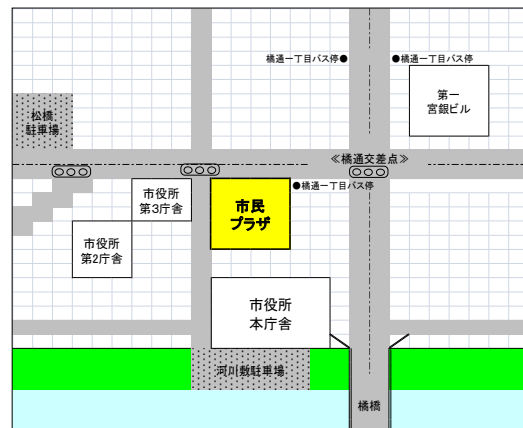 橘通一丁目バス停●
●橘通一丁目バス停
第一
宮銀ビル
松橋
駐車場
≪橘通交差点≫
市役所
第3庁舎
市民
プラザ
●橘通一丁目バス停
市役所
第2庁舎
市役所
本庁舎
河川敷駐車場
橘橋